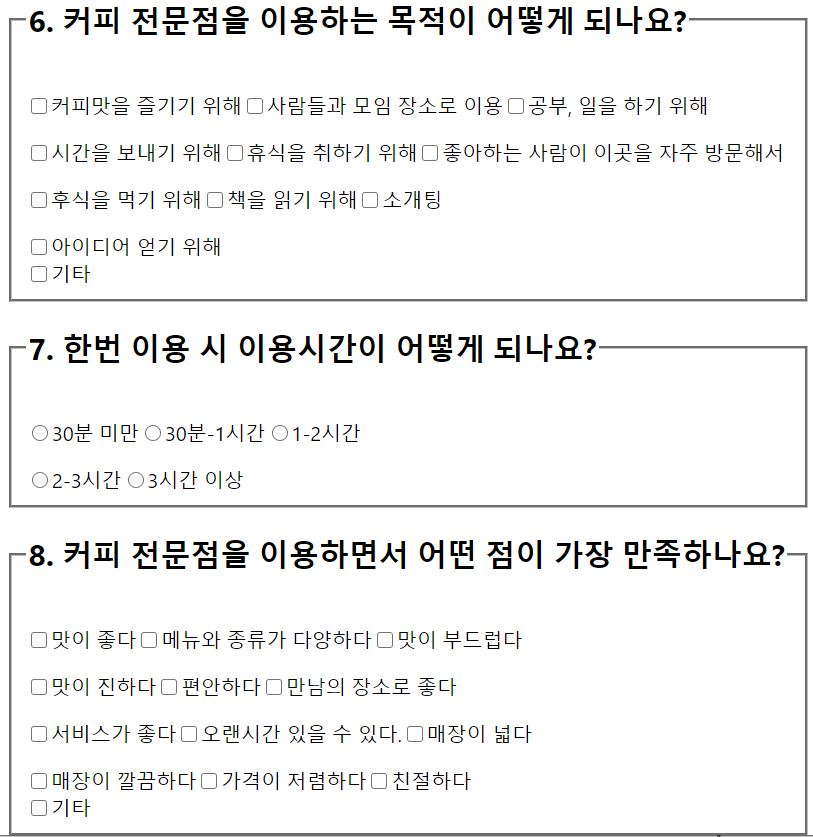 6. 커피 전문점을 이용하는 목적이 어떻게 되나요?
커피맛을 즐기기 위해 사람들과 모임 장소로 이용 공부, 일을 하기 위해
시간을 보내기 위해 휴식을 취하기 위해 좋아하는 사람이 이곳을 자주 방문해서
후식을 먹기 위해 책을 읽기 위해 소개팅
아이디어 얻기 위해
기타
7. 한번 이용 시 이용시간이 어떻게 되나요?
30분 미만 30분-1시간 1-2시간
2-3시간 3시간 이상
8. 커피 전문점을 이용하면서 어떤 점이 가장 만족하나요?
맛이 좋다 메뉴와 종류가 다양하다 맛이 부드럽다
맛이 진하다 편안하다 만남의 장소로 좋다
서비스가 좋다 오랜시간 있을 수 있다. 매장이 넓다
매장이 깔끔하다 가격이 저렴하다 친절하다
기타